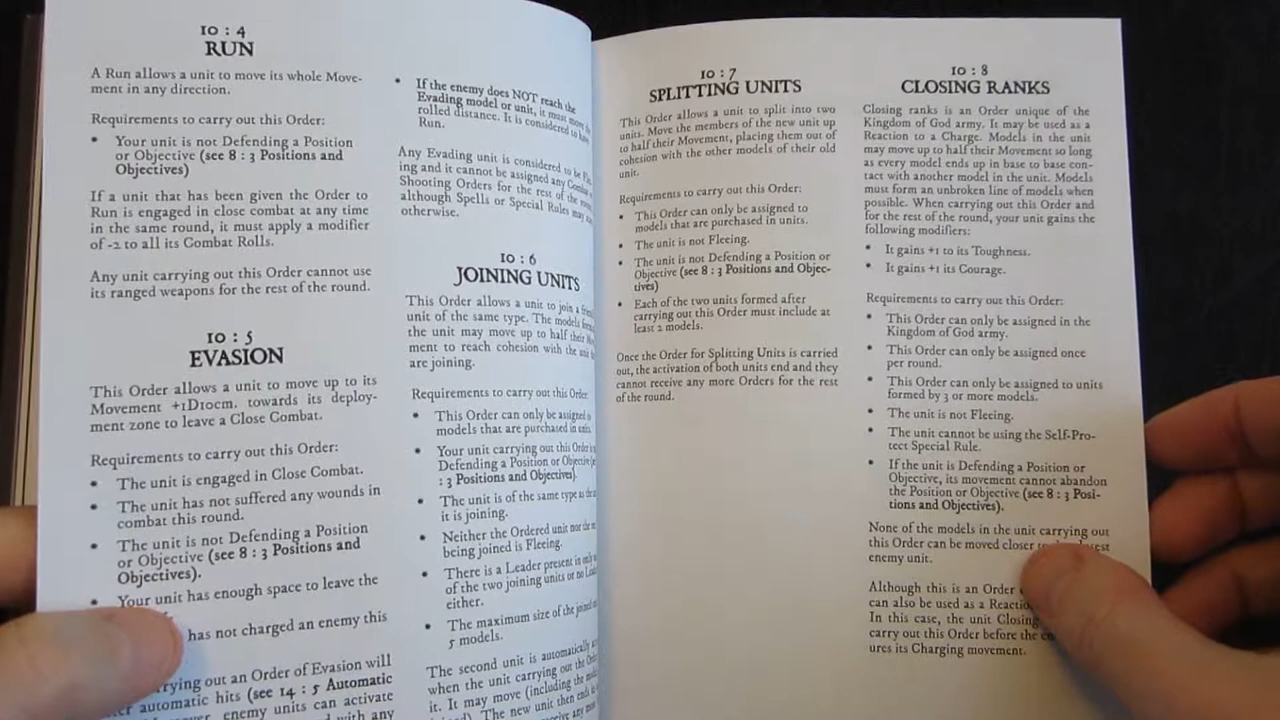 10 : 4
RUN
A Run allows a unit to move its whole Move-
ment in any direction.
Requirements to carry out this Order:
• Your unit is not Defending a Position
or Objective (see 8 : 3 Positions and
Objectives)
If a unit that has been given the Order to
Run is engaged in close combat at any time
in the same round, it must apply a modifier
of -2 to all its Combat Rolls.
Any unit carrying out this Order cannot use
its ranged weapons for the rest of the round.
10 : 5
EVASION
This Order allows a unit to move up to its
Movement +1D10cm. towards its deploy-
ment zone to leave a Close Combat.
Requirements to carry out this Order:
• The unit is engaged in Close Combat.
• The unit has not suffered any wounds in
combat this round.
• The unit is not Defending a Position
or Objective (see 8 : 3 Positions and
Objectives).
• Your unit has enough space to leave the
has not charged an enemy this
out an Order of Evasion will
automatic hits (see 14 : 5 Automatic
enemy units can activate
with any
• If the enemy does NOT reach the
Evading model or unit, it must move the
rolled distance. It is considered to have
Run.
Any Evading unit is considered to be
and it cannot be assigned any
Shooting Orders for the rest of the
although Spells or Special Rules may
otherwise.
10 : 6
JOINING UNITS
This Order allows a unit to join a
unit of the same type. The models
the unit may move up to half their
ment to reach cohesion with the
are joining.
Requirements to carry out this Order:
• This Order can only be assigned to
models that are purchased in units.
• Your unit carrying out this Order is
Defending a Position or Objective
: 3 Positions and Objectives).
• The unit is of the same type as
it is joining.
• Neither the Ordered unit nor the
being joined is Fleeing.
• There is a Leader present in only
of the two joining units or no
either.
• The maximum size of the joined
5 models.
The second unit is automatically
when the unit carrying out the
it. It may move (including the
The new unit then ends
receive any
10 : 7
SPLITTING UNITS
This Order allows a unit to split into two
units. Move the members of the new unit up
to half their Movement, placing them out of
cohesion with the other models of their old
unit.
Requirements to carry out this Order:
• This Order can only be assigned to
models that are purchased in units.
• The unit is not Fleeing.
• The unit is not Defending a Position or
Objective (see 8 : 3 Positions and Objec-
tives)
• Each of the two units formed after
carrying out this Order must include at
least 2 models.
Once the Order for Splitting Units is carried
out, the activation of both units end and they
cannot receive any more Orders for the rest
of the round.
10 : 8
CLOSING RANKS
Closing ranks is an Order unique of the
Kingdom of God army. It may be used as a
Reaction to a Charge. Models in the unit
may move up to half their Movement so long
as every model ends up in base to base con-
tact with another model in the unit. Models
must form an unbroken line of models when
possible. When carrying out this Order and
for the rest of the round, your unit gains the
following modifiers:
• It gains +1 to its Toughness.
• It gains +1 its Courage.
Requirements to carry out this Order:
• This Order can only be assigned in the
Kingdom of God army.
• This Order can only be assigned once
per round.
• This Order can only be assigned to units
formed by 3 or more models.
• The unit is not Fleeing.
• The unit cannot be using the Self-Pro-
tect Special Rule.
• If the unit is Defending a Position or
Objective, its movement cannot abandon
the Position or Objective (see 8 : 3 Posi-
tions and Objectives).
None of the models in the unit carrying out
this Order can be moved closer
enemy unit.
Although this is an Order
can also be used as a
In this case, the unit Closing
carry out this Order before the
ures its Charging movement.